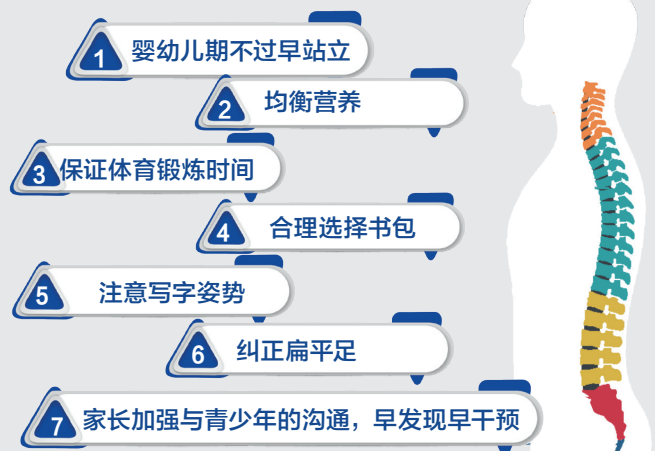 1 婴幼儿期不过早站立
2 均衡营养
3 保证体育锻炼时间
4 合理选择书包
5 注意写字姿势
6 纠正扁平足
7 家长加强与青少年的沟通，早发现早干预